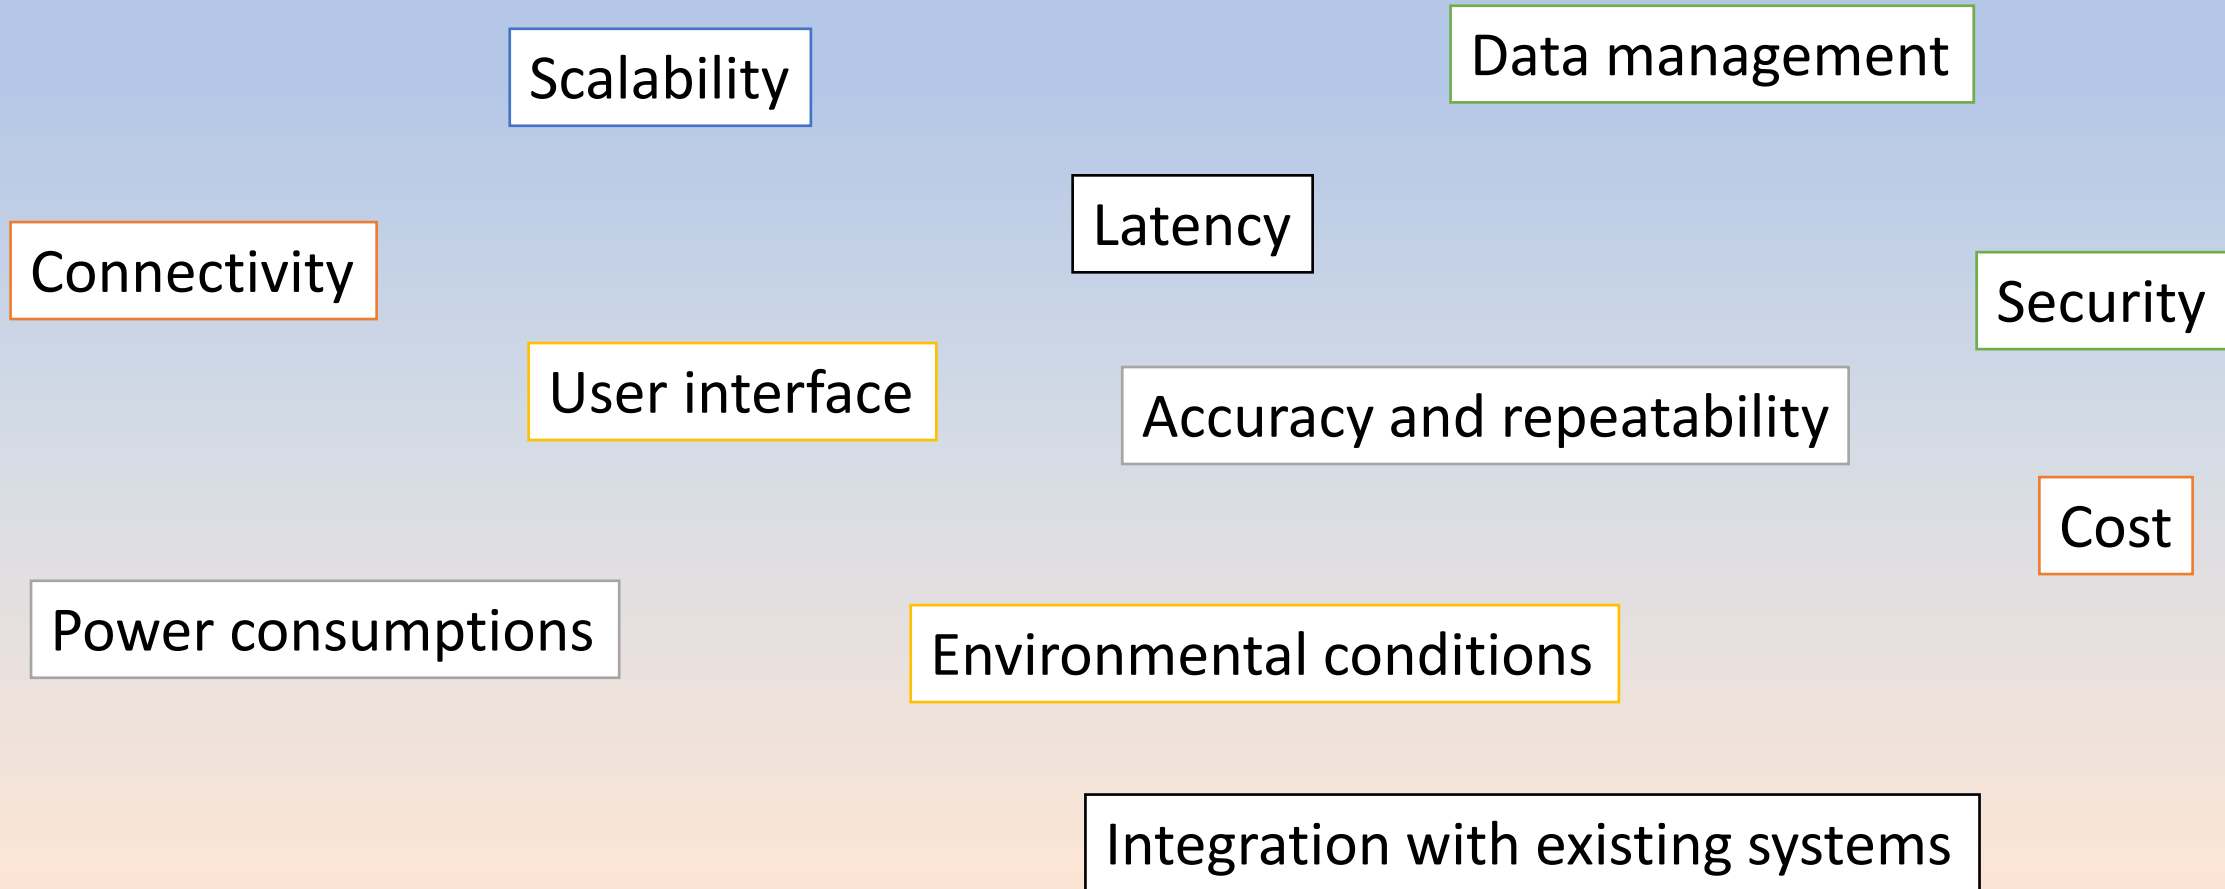 Scalability
Data management
Latency
Connectivity
Security
User interface
Accuracy and repeatability
Cost
Power consumptions
Environmental conditions
Integration with existing systems